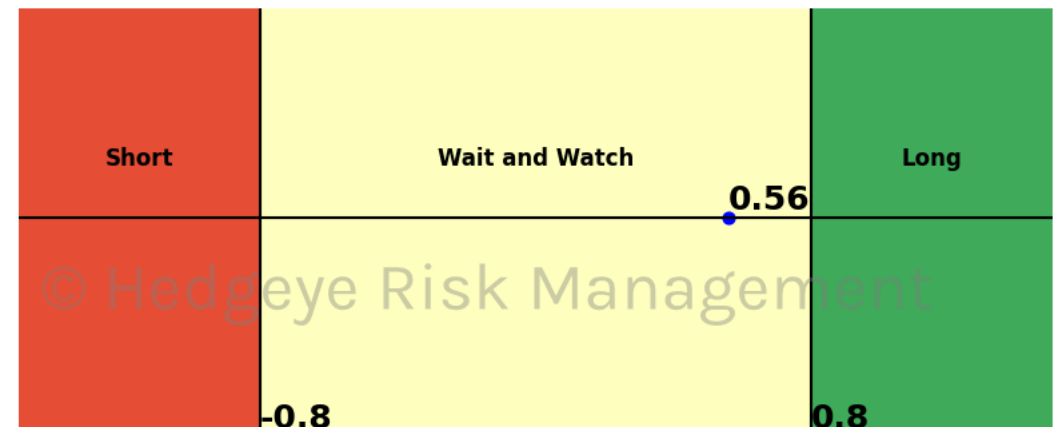 Short
Wait and Watch
Long
0.56
© Hedgeye Risk Management
-0.8
0.8